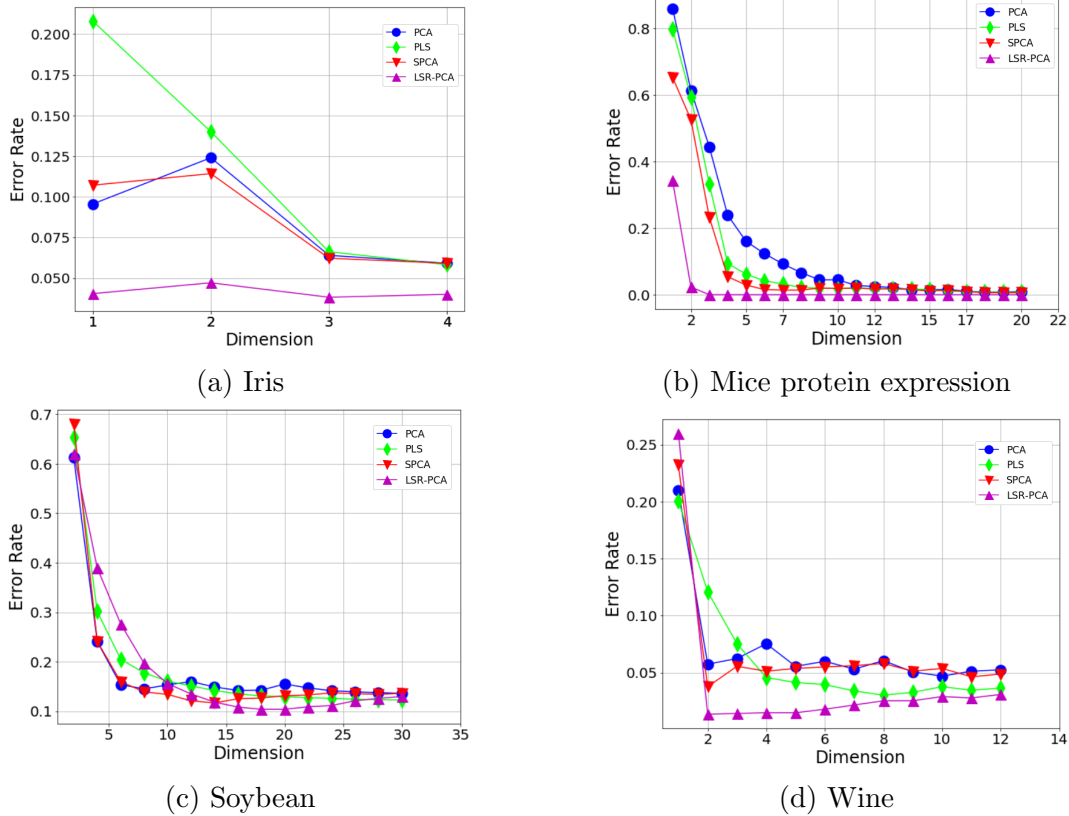 0.200
0.175
0.150
0.125
0.100
0.075
0.050
Error Rate
PCA
PLS
SPCA
LSR-PCA
1
2
3
4
Dimension
(a) Iris
0.8
0.6
0.4
0.2
0.0
Error Rate
PCA
PLS
SPCA
LSR-PCA
2 5 7 10 12 15 17 20 22
Dimension
(b) Mice protein expression
0.7
0.6
0.5
0.4
0.3
0.2
0.1
Error Rate
PCA
PLS
SPCA
LSR-PCA
5 10 15 20 25 30 35
Dimension
(c) Soybean
0.25
0.20
0.15
0.10
0.05
Error Rate
PCA
PLS
SPCA
LSR-PCA
2 4 6 8 10 12 14
Dimension
(d) Wine